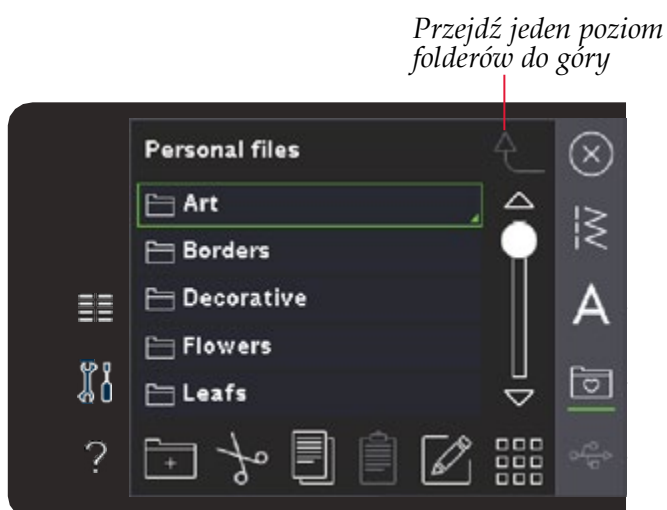 Przejdź jeden poziom
folderów do góry
Personal files
Art
Borders
Decorative
Flowers
Leafs
A
?